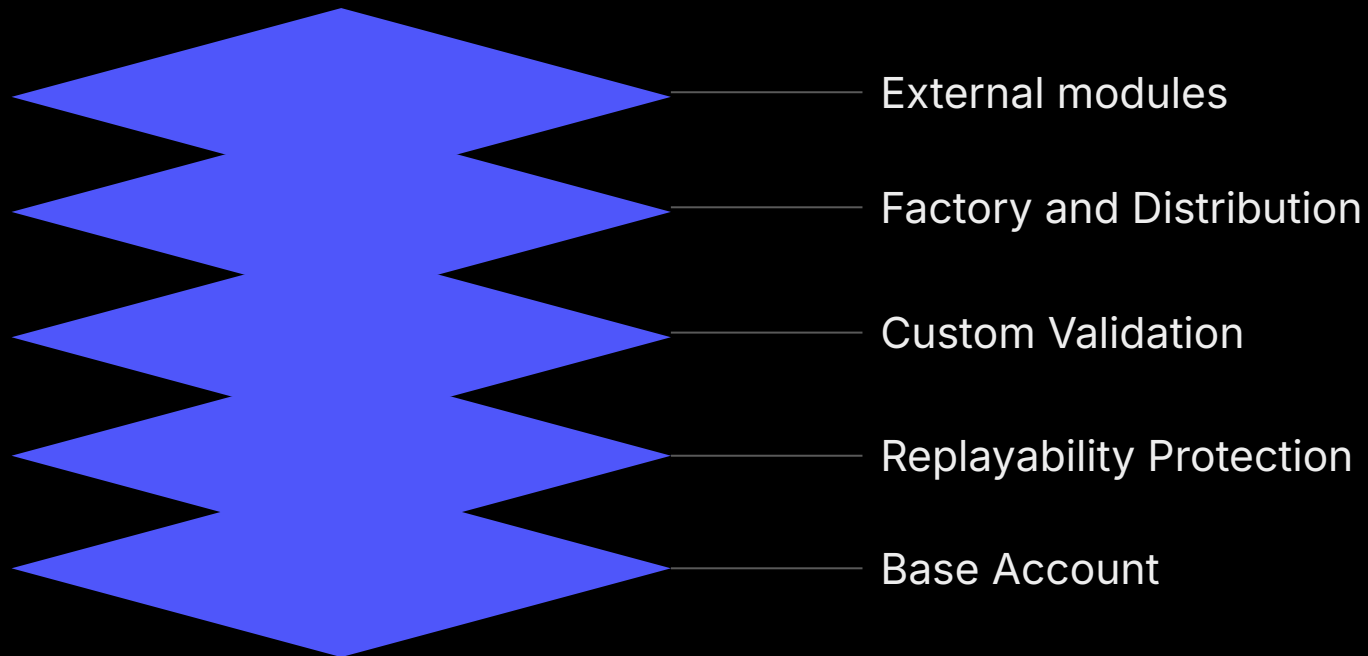 External modules
Factory and Distribution
Custom Validation
Replayability Protection
Base Account